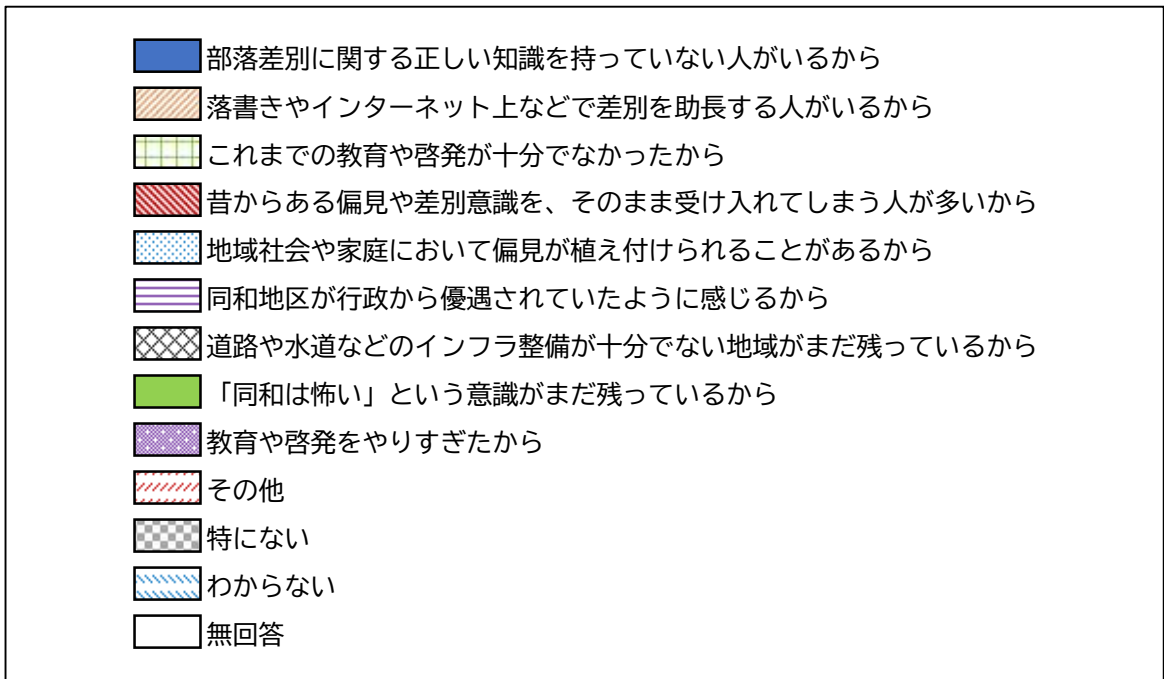 部落差別に関する正しい知識を持っていない人がいるから
落書きやインターネット上などで差別を助長する人がいるから
これまでの教育や啓発が十分でなかったから
昔からある偏見や差別意識を、そのまま受け入れてしまう人が多いから
地域社会や家庭において偏見が植え付けられることがあるから
同和地区が行政から優遇されていたように感じるから
道路や水道などのインフラ整備が十分でない地域がまだ残っているから
「同和は怖い」という意識がまだ残っているから
教育や啓発をやりすぎたから
その他
特にない
わからない
無回答